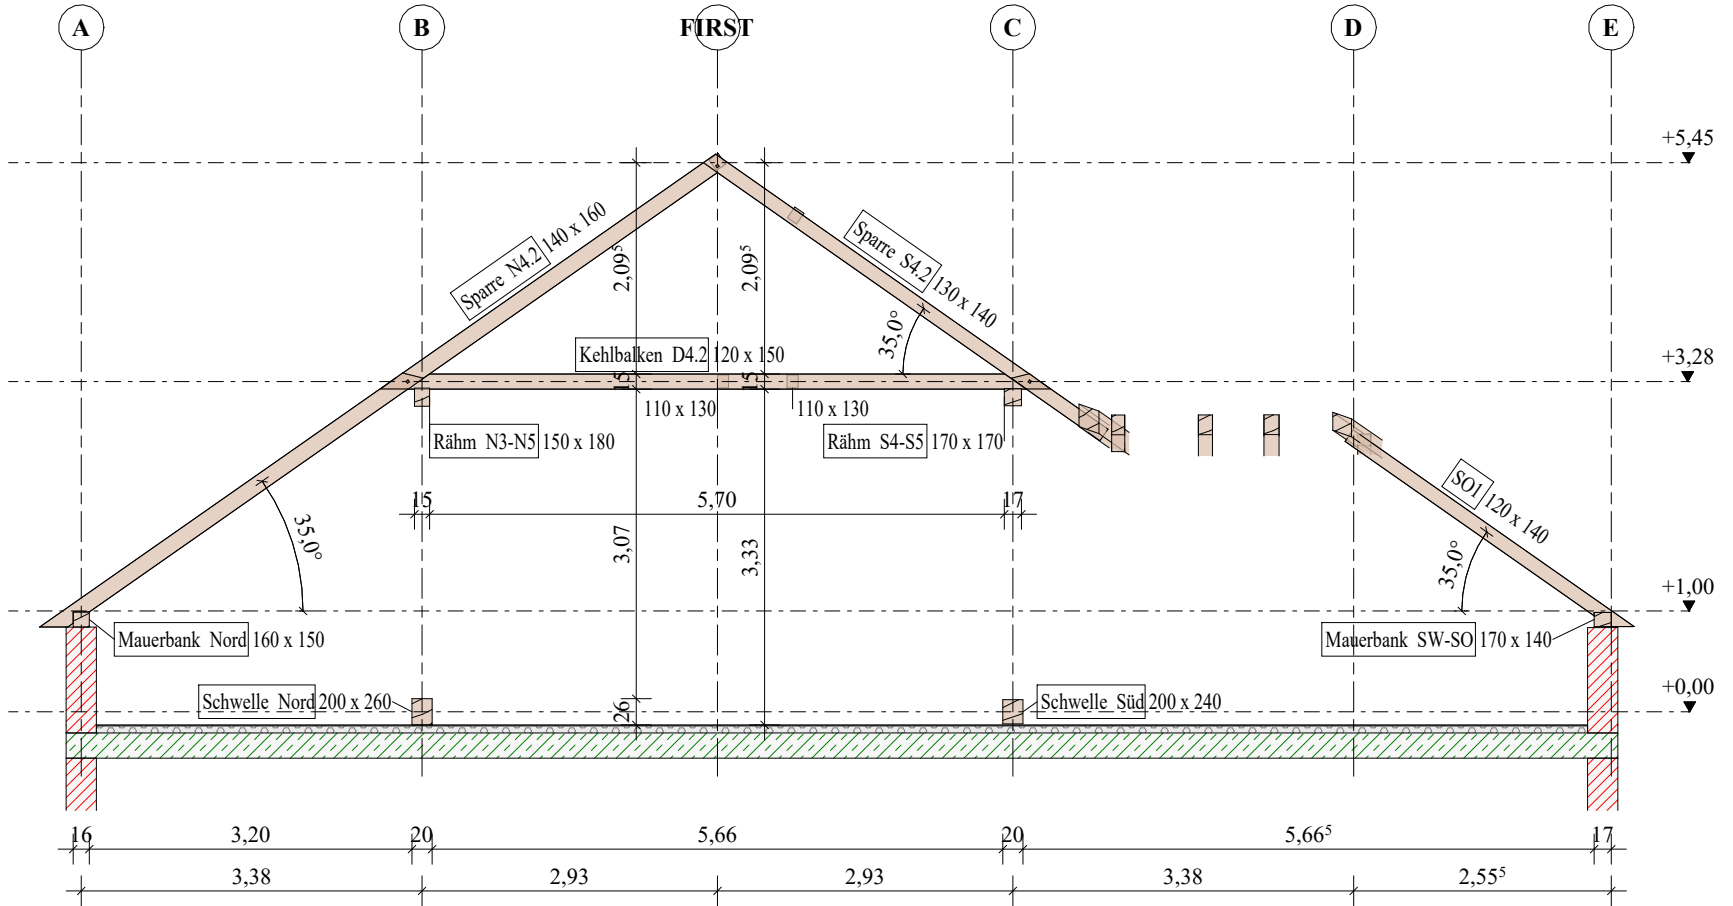 A
B
FIRST
C
D
E
+5,45
Sparre N4.2 140 x 160
2,09⁵
2,09⁵
Sparre S4.2 130 x 140
35,0°
Kehlbalken D4.2 120 x 150
+3,28
15
15
110 x 130
110 x 130
Rähm N3-N5 150 x 180
Rähm S4-S5 170 x 170
15
5,70
17
SO1 120 x 140
35,0°
3,07
3,33
35,0°
+1,00
Mauerbank Nord 160 x 150
Mauerbank SW-SO 170 x 140
Schwelle Nord 200 x 260
26
Schwelle Süd 200 x 240
+0,00
16
3,20
20
5,66
20
5,66⁵
17
3,38
2,93
2,93
3,38
2,55⁵